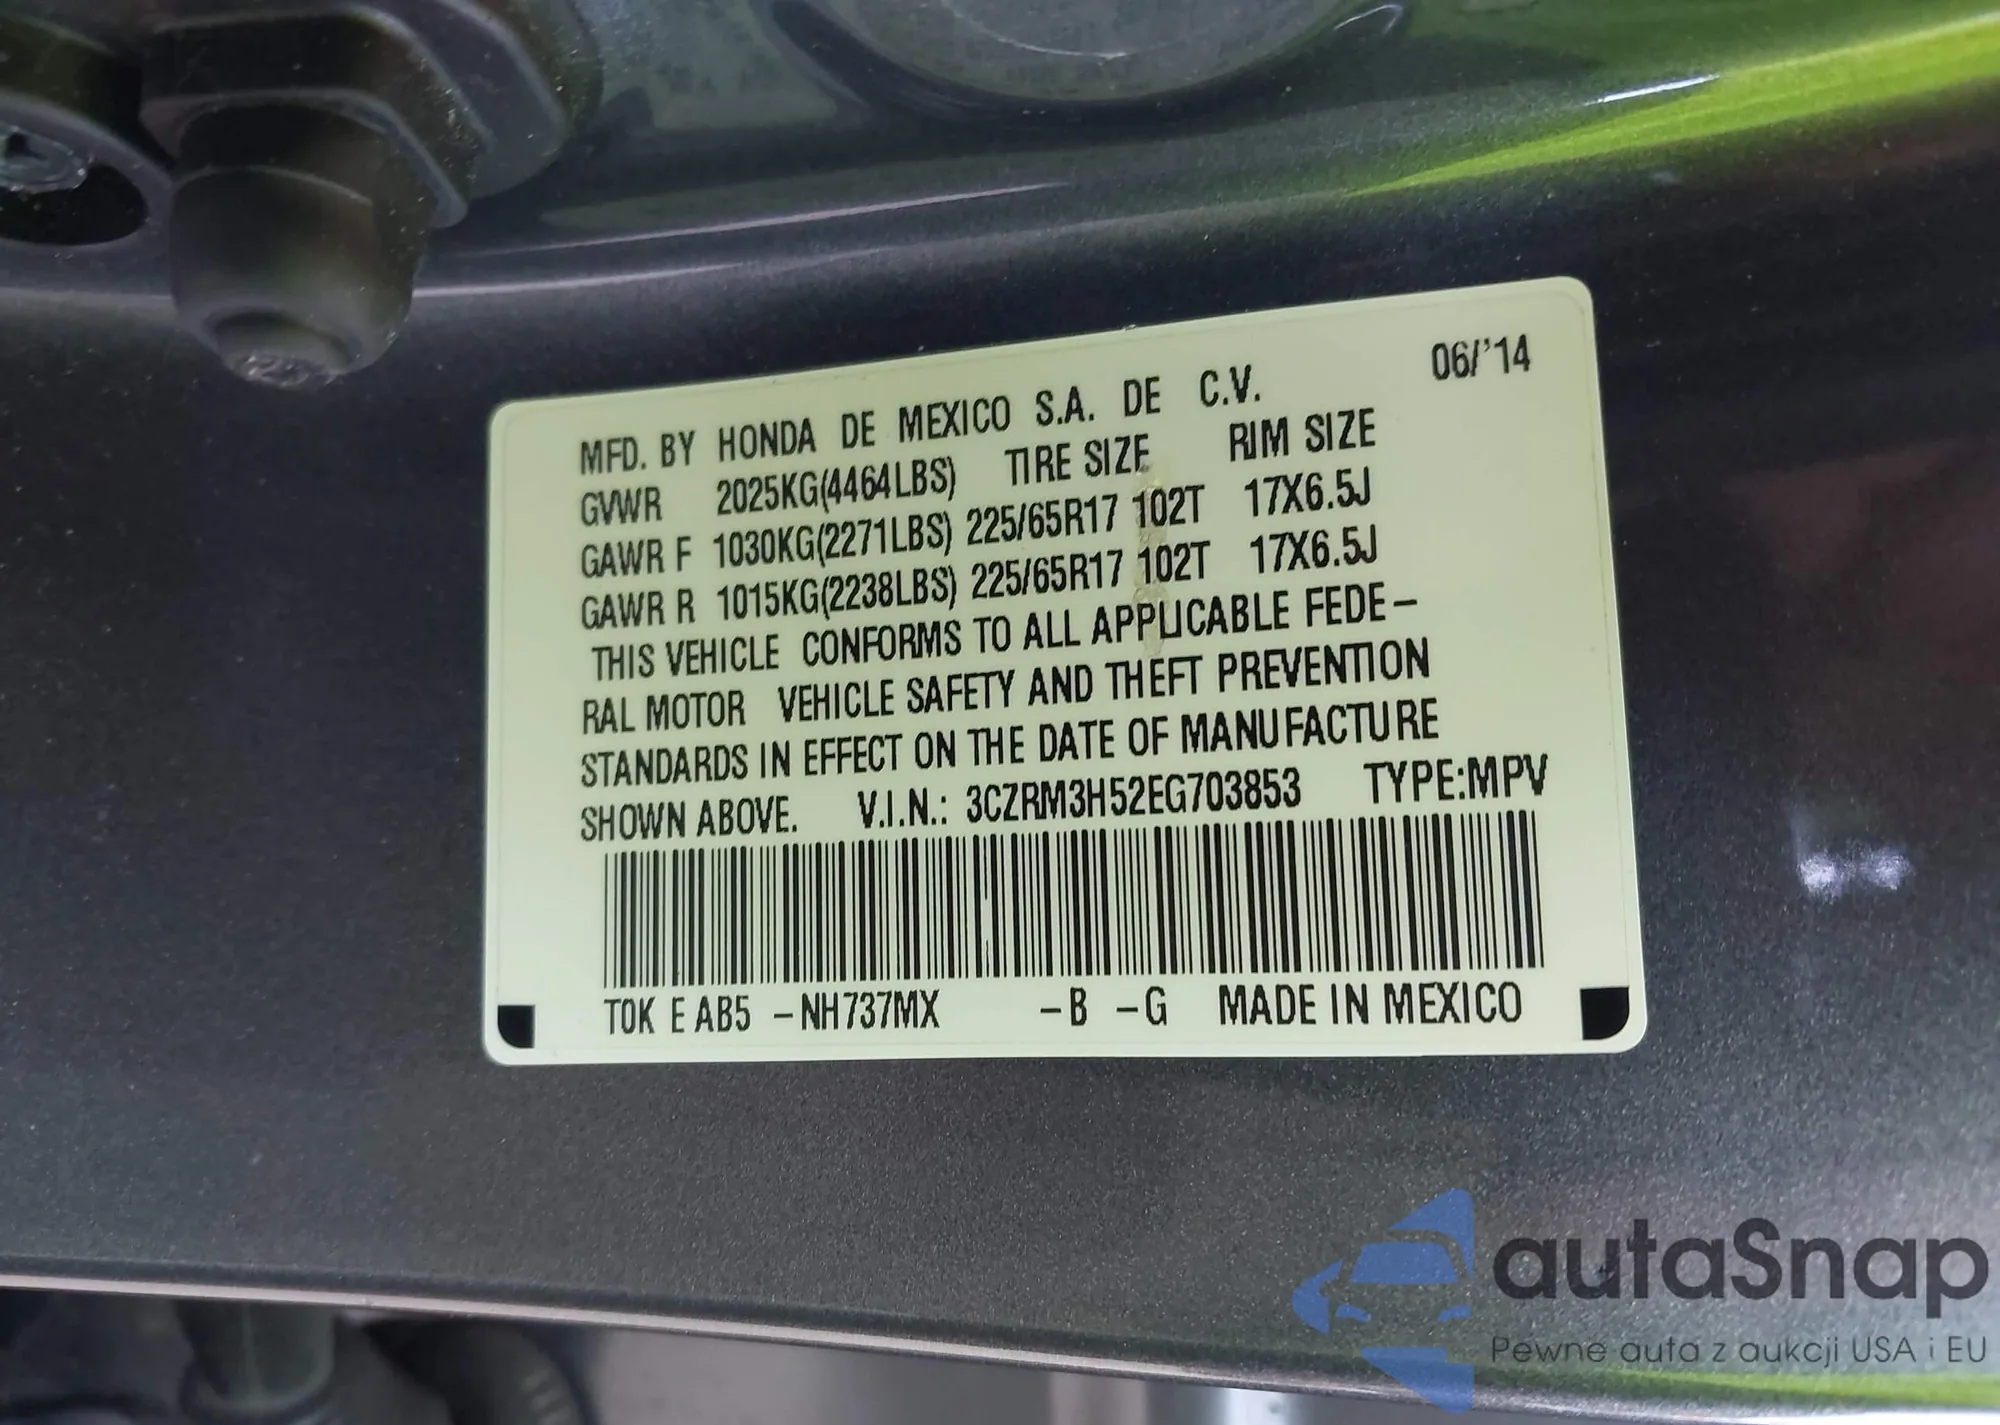 MFD. BY HONDA DE MEXICO S.A. DE C.V. 06/'14
GVWR 2025KG(4464LBS) TIRE SIZE RIM SIZE
GAWR F 1030KG(2271LBS) 225/65R17 102T 17X6.5J
GAWR R 1015KG(2238LBS) 225/65R17 102T 17X6.5J
THIS VEHICLE CONFORMS TO ALL APPLICABLE FEDE-
RAL MOTOR VEHICLE SAFETY AND THEFT PREVENTION
STANDARDS IN EFFECT ON THE DATE OF MANUFACTURE
SHOWN ABOVE. V.I.N.: 3CZRM3H52EG703853 TYPE:MPV
T0K E AB5 -NH737MX -B -G MADE IN MEXICO
autaSnap
Pewne auta z aukcji USA i EU